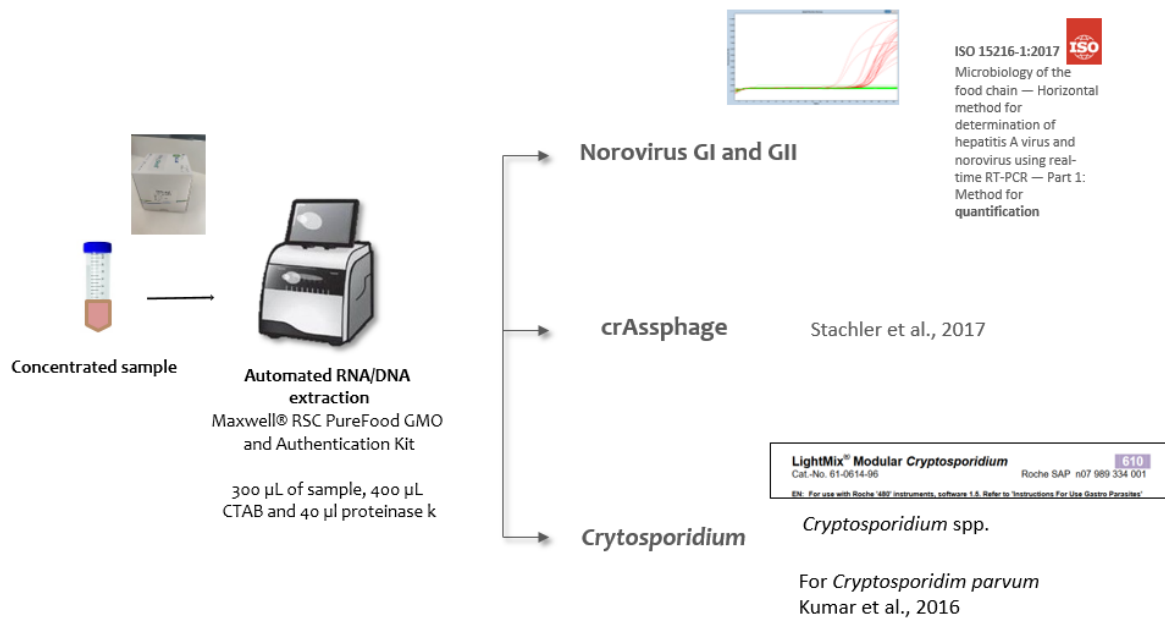 ISO 15216-1:2017
ISO
Microbiology of the
food chain — Horizontal
method for
determination of
hepatitis A virus and
norovirus using real-
time RT-PCR — Part 1:
Method for
quantification
Norovirus GI and GII
Concentrated sample
Automated RNA/DNA
extraction
Maxwell® RSC PureFood GMO
and Authentication Kit
300 µL of sample, 400 µL
CTAB and 40 µl proteinase k
crAssphage
Stachler et al., 2017
LightMix® Modular Cryptosporidium
610
Cat.-No. 61-0614-96
Roche SAP n07 989 334 001
EN: For use with Roche '480' instruments, software 1.5. Refer to 'Instructions For Use Gastro Parasites'
Crytosporidium
Cryptosporidium spp.
For Cryptosporidim parvum
Kumar et al., 2016